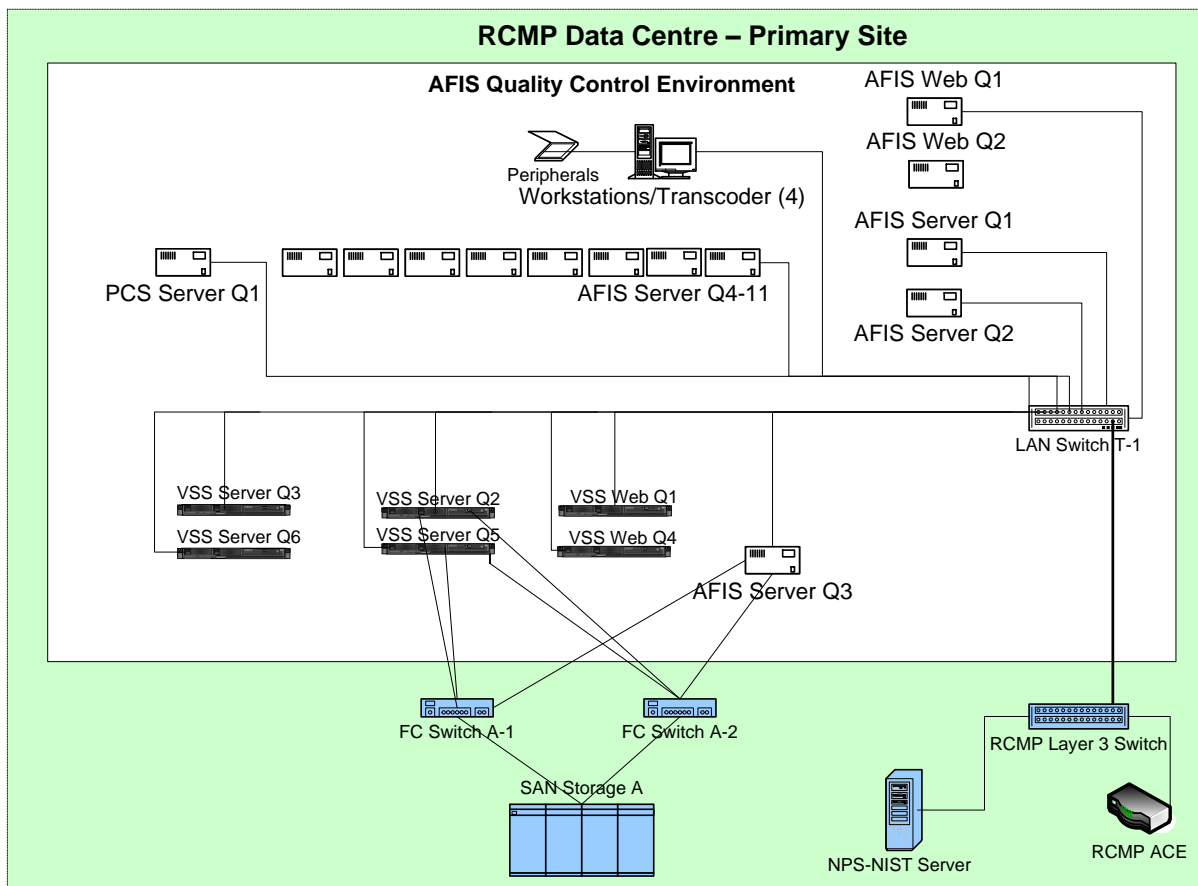 RCMP Data Centre – Primary Site
AFIS Quality Control Environment
AFIS Web Q1
AFIS Web Q2
Peripherals
Workstations/Transcoder (4)
AFIS Server Q1
PCS Server Q1
AFIS Server Q4-11
AFIS Server Q2
LAN Switch T-1
VSS Server Q3
VSS Server Q2
VSS Web Q1
VSS Server Q6
VSS Server Q5
VSS Web Q4
AFIS Server Q3
FC Switch A-1
FC Switch A-2
RCMP Layer 3 Switch
SAN Storage A
NPS-NIST Server
RCMP ACE